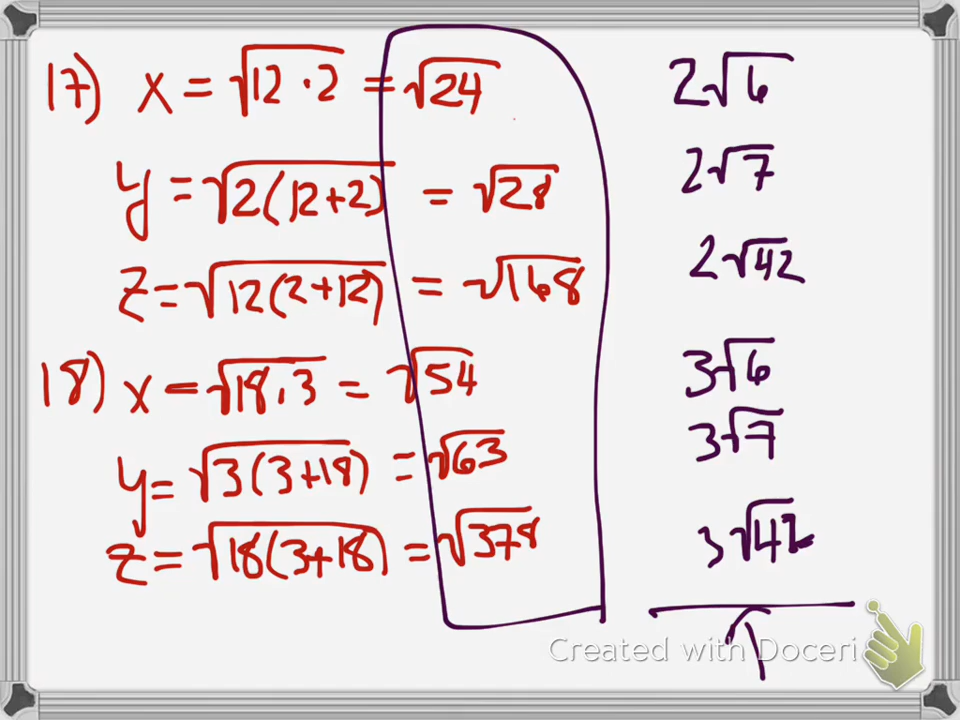 17) x = √12·2 = √24 2√6
y = √2(12+2) = √28 2√7
z = √12(2+12) = √168 2√42
18) x = √18·3 = √54 3√6
y = √3(3+18) = √63 3√7
z = √18(3+18) = √378 3√42
Created with Doceri